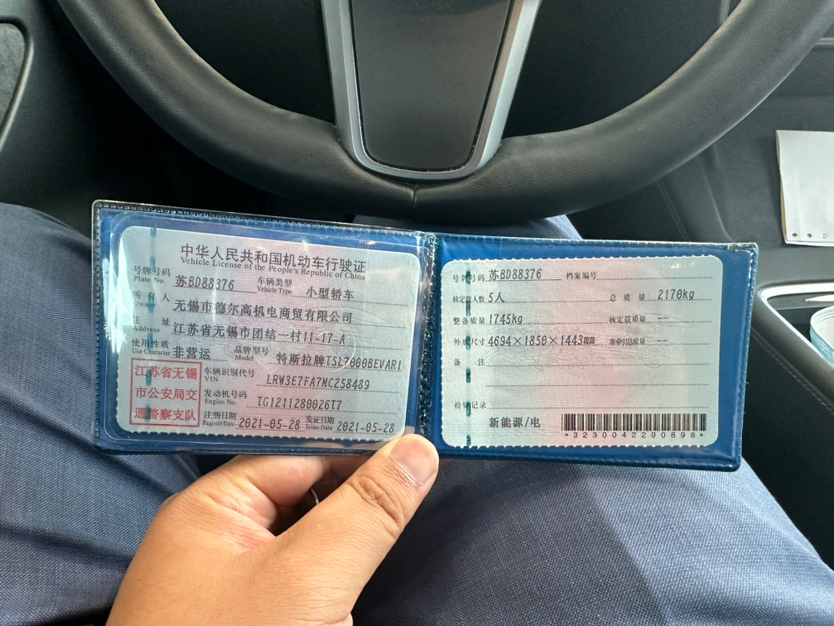 中华人民共和国机动车行驶证
Vehicle License of the People's Republic of China
号牌号码 苏BD88376 车辆类型 小型轿车
Plate No. Vehicle Type
所有人 无锡市德尔高机电商贸有限公司
Owner
住址 江苏省无锡市团结一村11-17-A
Address
使用性质 非营运 品牌型号 特斯拉牌TSL7000BEVAR1
Use Character Model
江苏省无锡
市公安局交
通警察支队
车辆识别代号 LRW3E7FA7MC258489
VIN
发动机号码 TG1211280026T7
Engine No.
注册日期 2021-05-28 发证日期 2021-05-28
Register Date Issue Date
号牌号码 苏BD88376 档案编号
核定载人数 5人 总质量 2170kg
整备质量 1745kg 核定载质量 --
外廓尺寸 4694×1850×1443mm 准牵引总质量 --
备注
检验记录
新能源/电
*3230042290898*